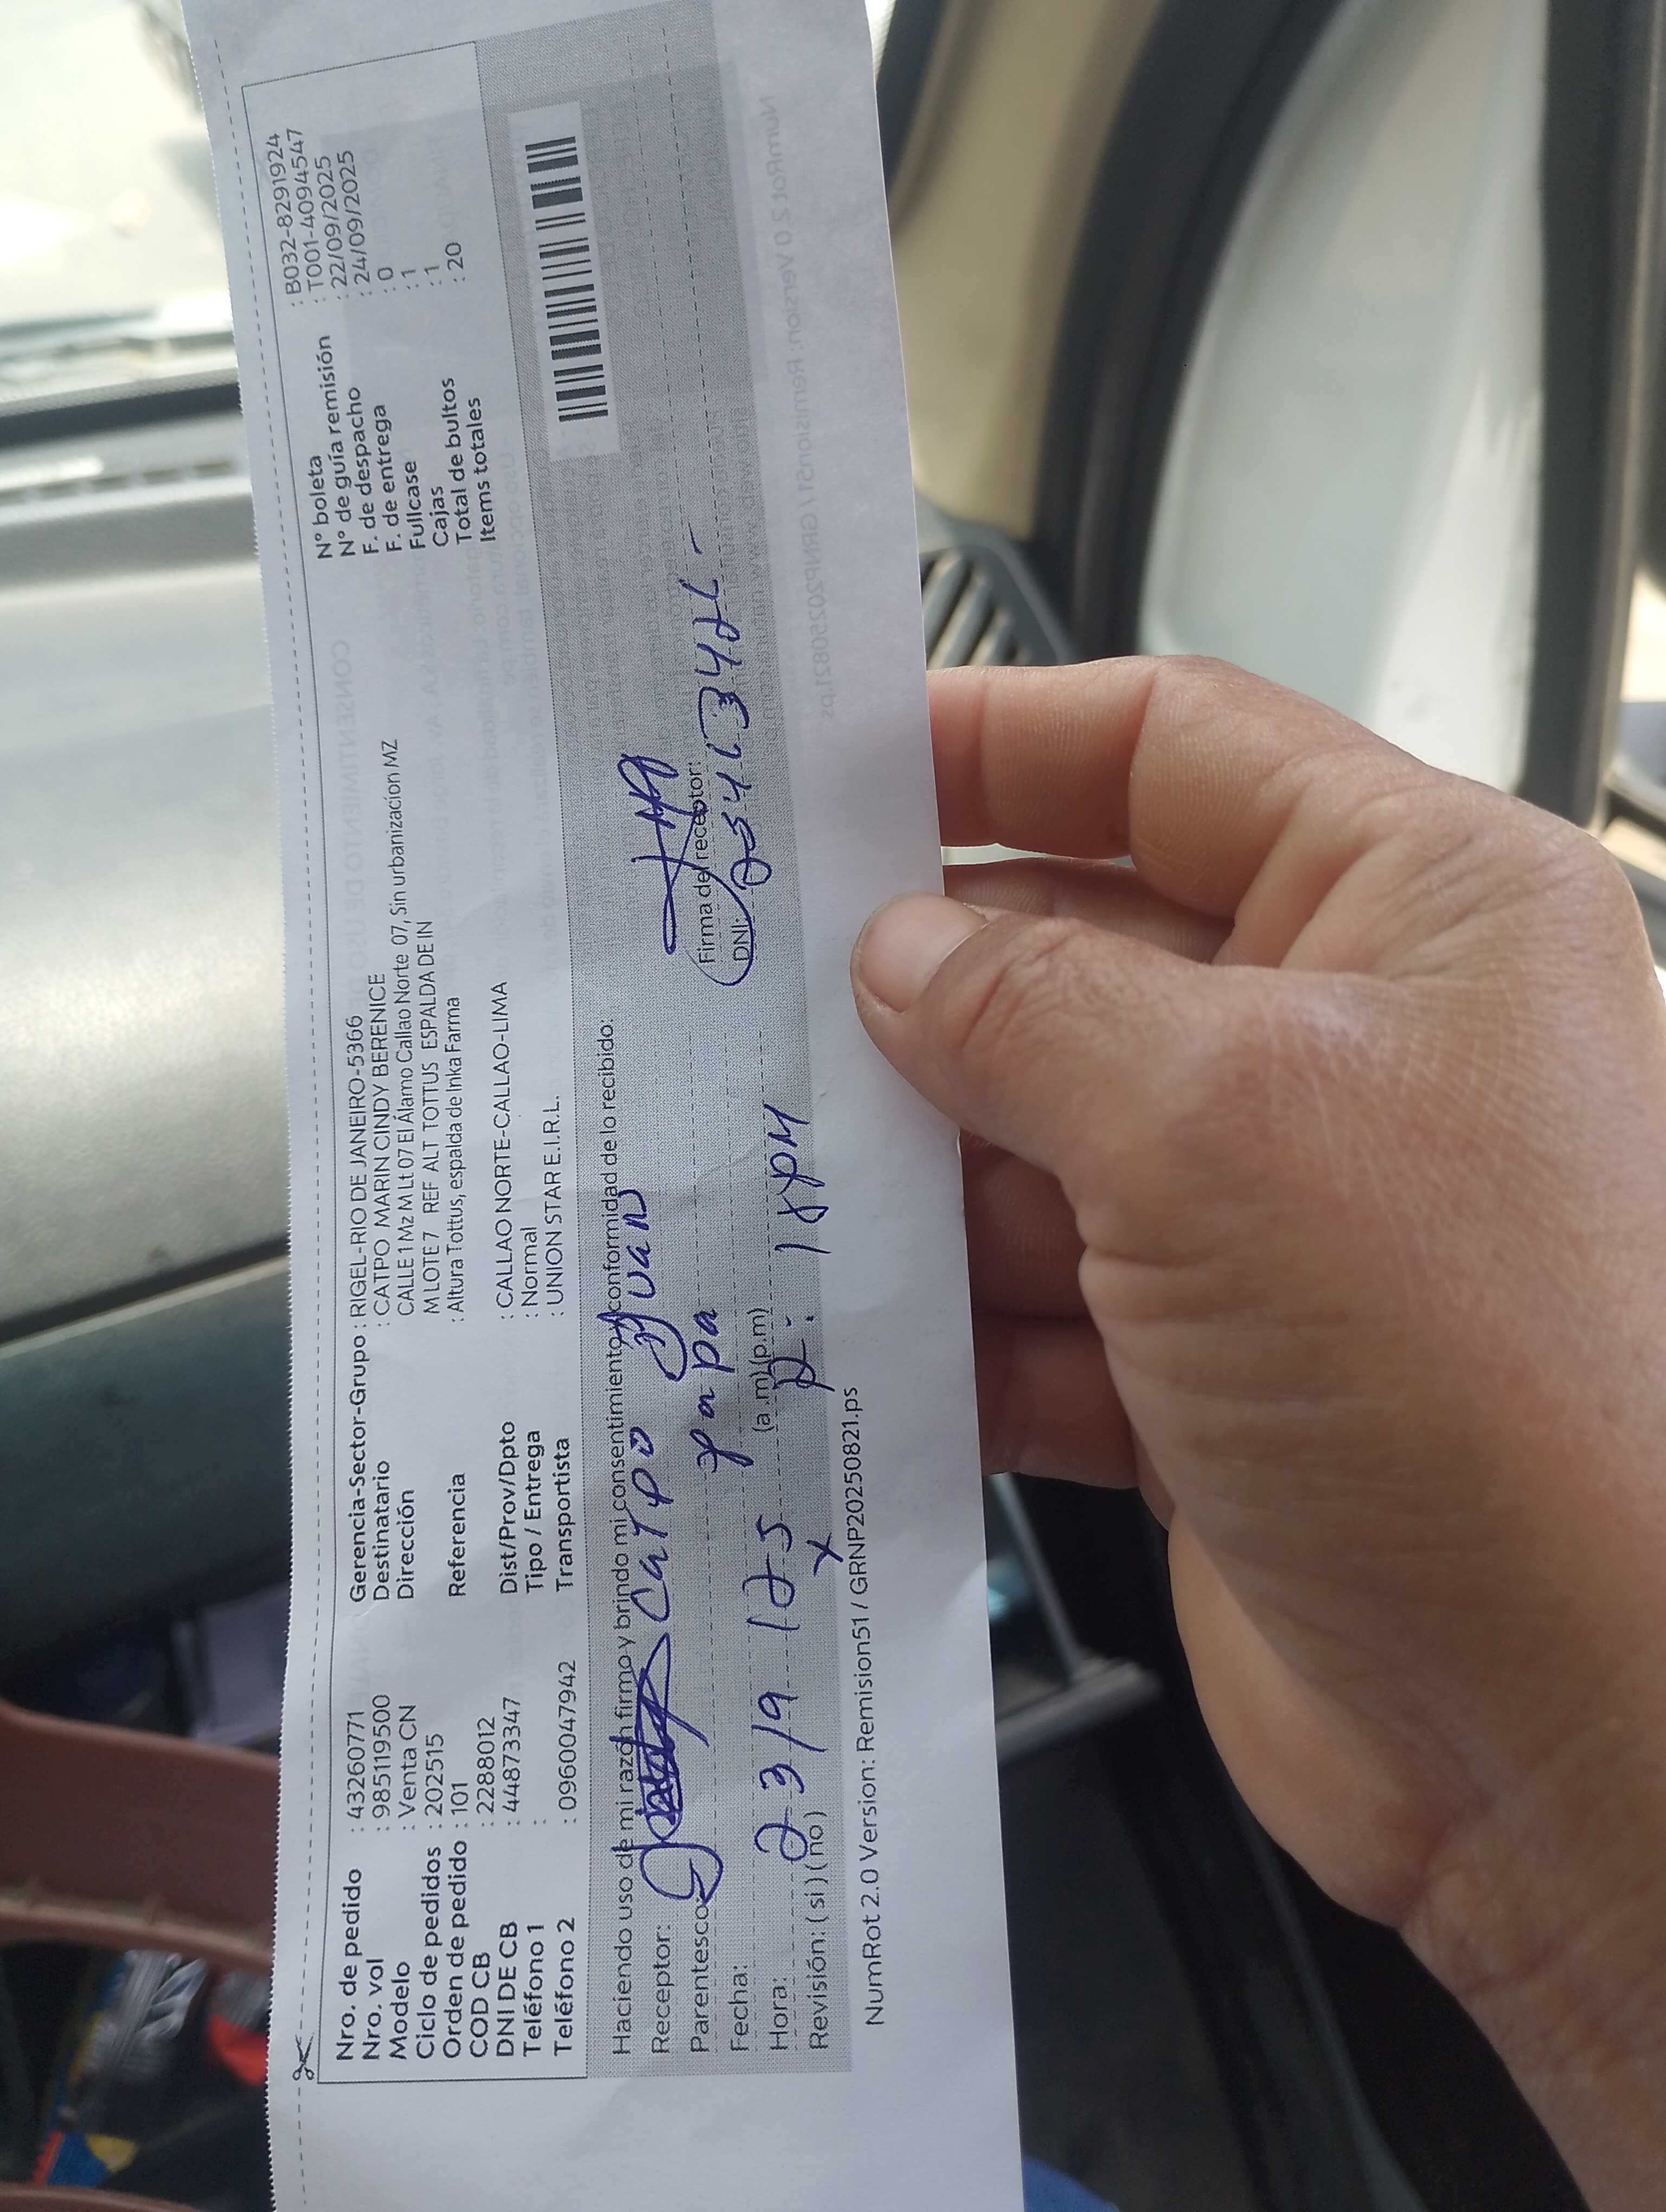 Nro. de pedido : 43260771
Nro. vol : 985119500
Modelo : Venta CN
Ciclo de pedidos : 202515
Orden de pedido : 101
COD CB : 22888012
DNI DE CB : 44873347
Teléfono 1 :
Teléfono 2 : 0960047942
Gerencia-Sector-Grupo : RIGEL-RIO DE JANEIRO-5366
Destinatario : CATPO MARIN CINDY BERENICE
Dirección CALLE 1 Mz M Lt 07 El Álamo Callao Norte 07, Sin urbanizacion MZ
M LOTE 7 REF ALT TOTTUS ESPALDA DE IN
Referencia : Altura Tottus, espalda de Inka Farma
Dist/Prov/Dpto : CALLAO NORTE-CALLAO-LIMA
Tipo / Entrega : Normal
Transportista : UNION STAR E.I.R.L.
N° boleta : B032-8291924
N° de guía remisión : T001-4094547
F. de despacho : 22/09/2025
F. de entrega : 24/09/2025
Fullcase : 0
Cajas : 1
Total de bultos : 1
Items totales : 20
Haciendo uso de mi razón firmo y brindo mi consentimiento y conformidad de lo recibido:
Receptor: Catpo Juan
Parentesco: papa
Fecha: 23/9/25
Hora: (a.m) (p.m) 2:18PM
Revisión: ( si ) ( no ) x
Firma de receptor:
DNI:
NumRot 2.0 Version: Remision51 / GRNP20250821.ps